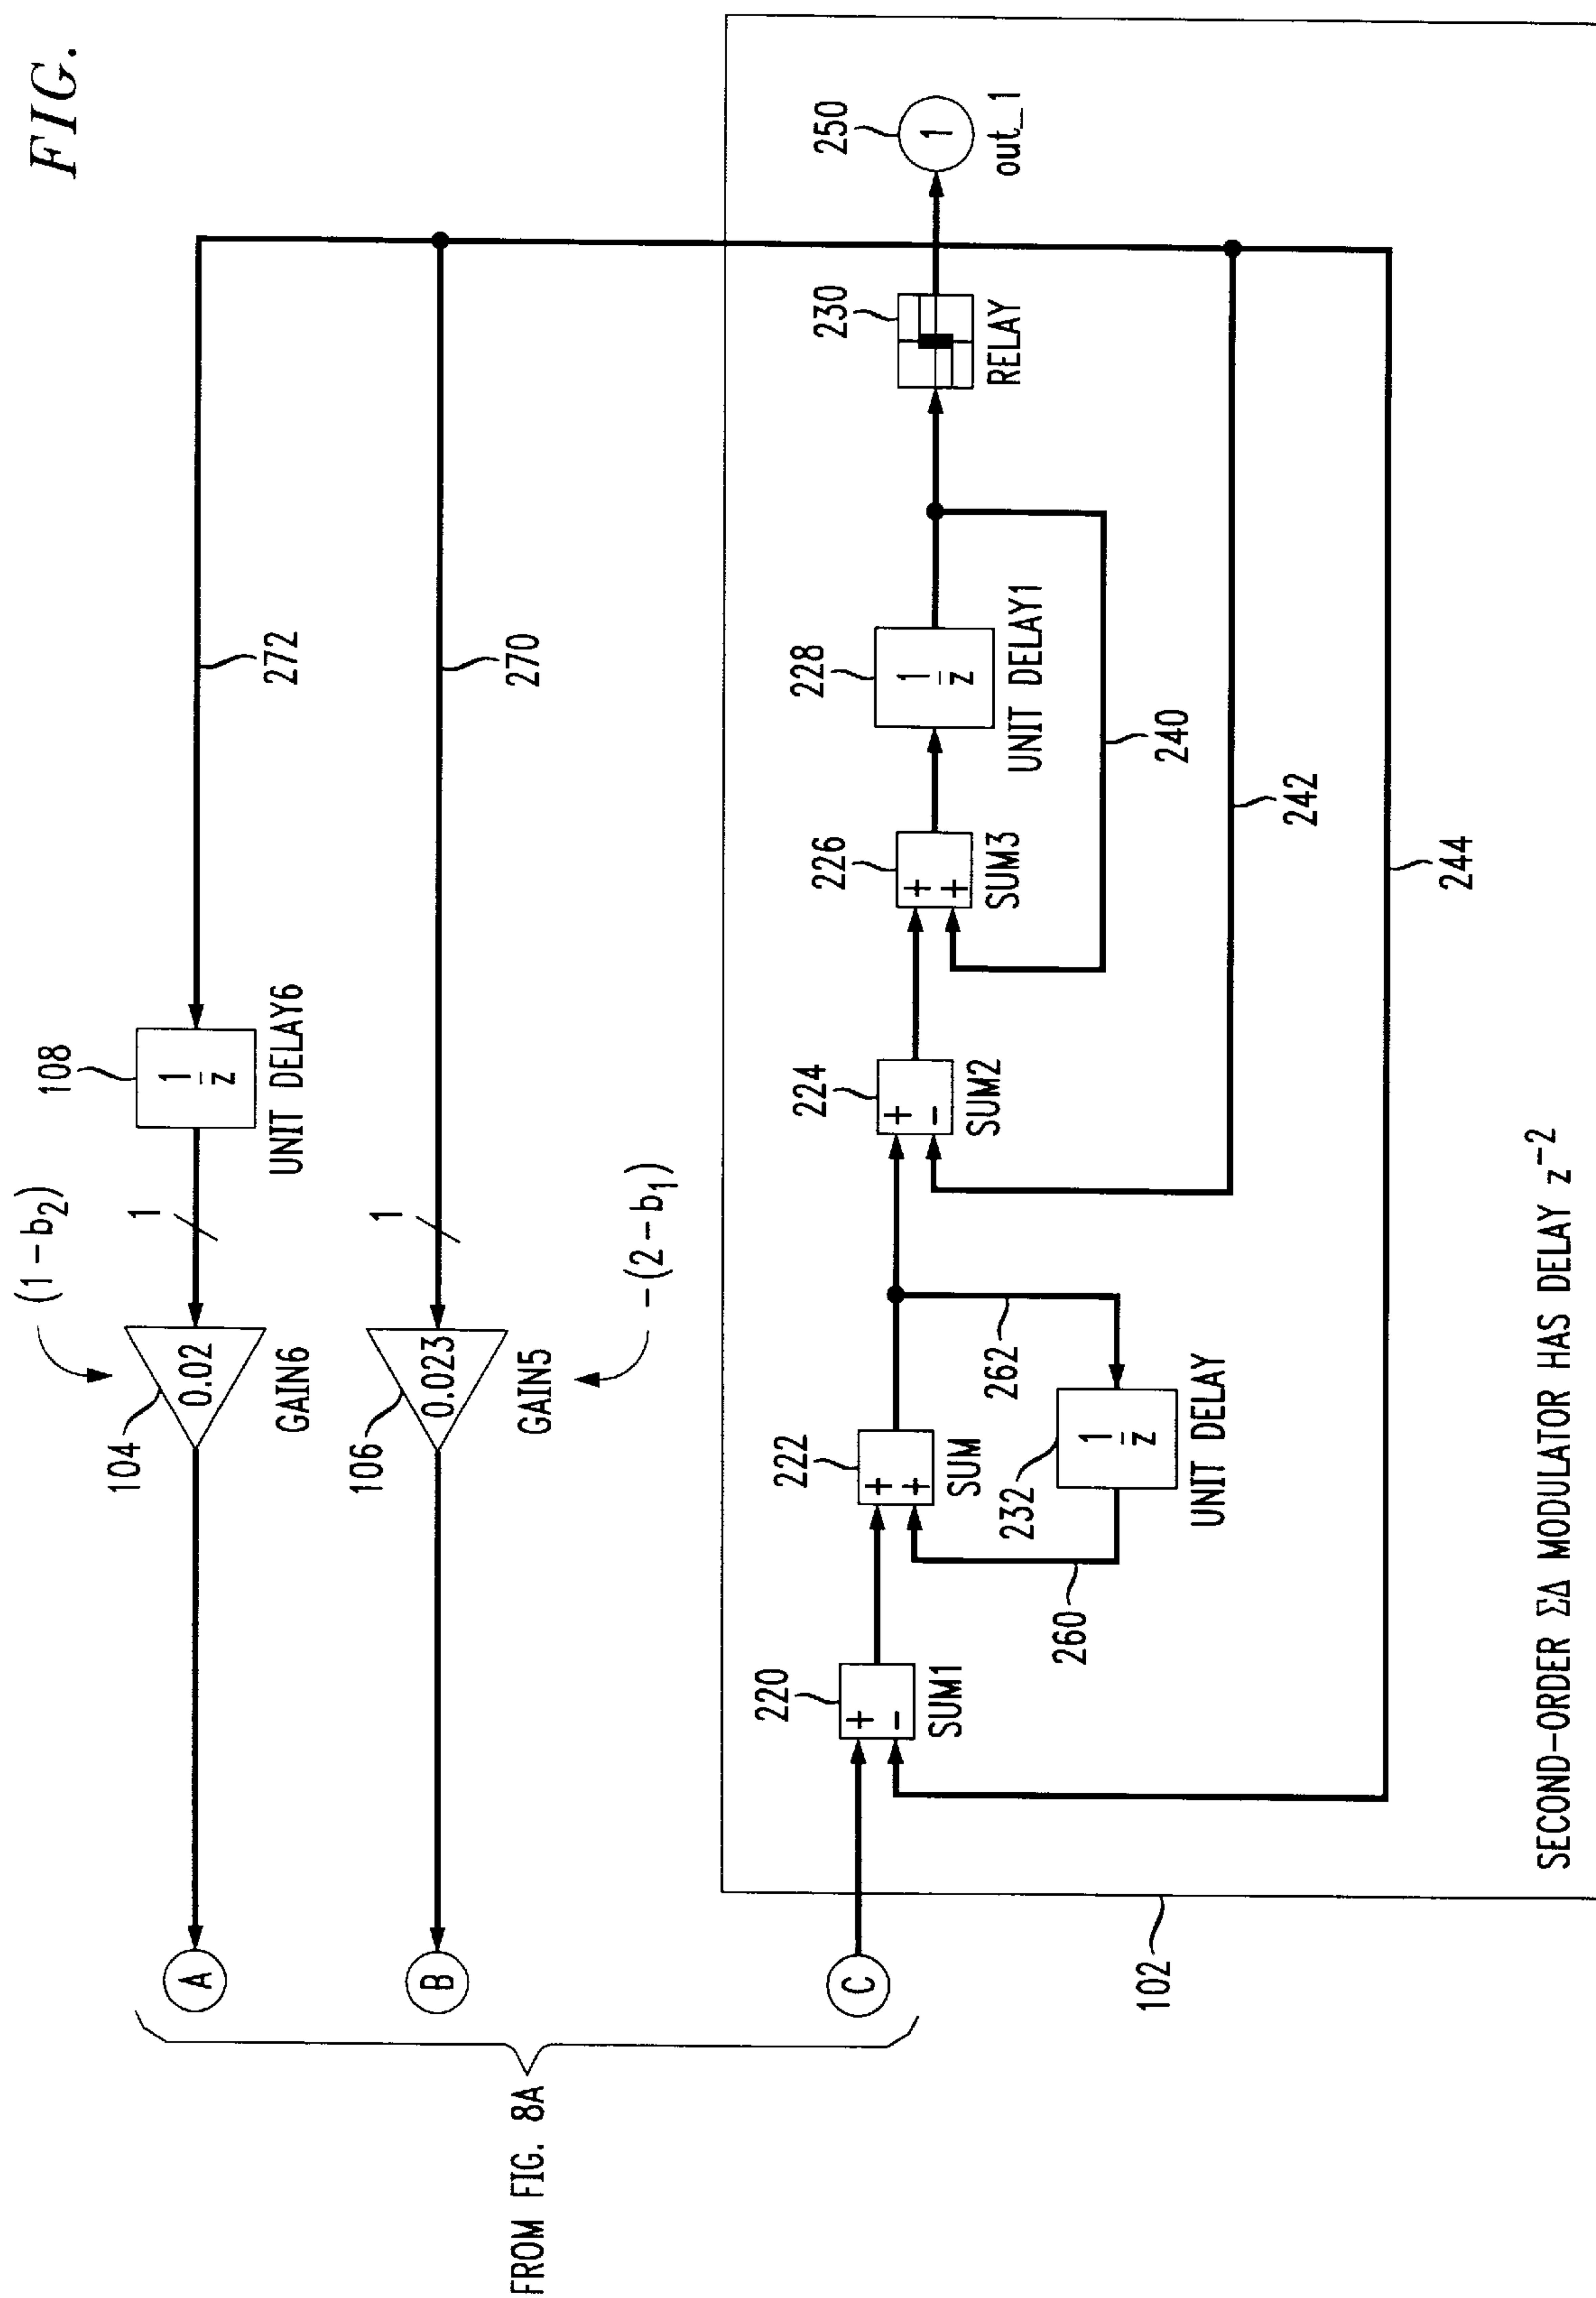 FIG.
(1-b2)
1
108
1
z
UNIT DELAY6
272
104
0.02
GAIN6
A
1
270
106
0.023
GAIN5
-(2-b1)
B
FROM FIG. 8A
C
102
220
+
-
SUM1
222
+
+
SUM
260
232
1
z
UNIT DELAY
262
224
+
-
SUM2
226
+
+
SUM3
228
1
z
UNIT DELAY1
240
242
244
230
RELAY
250
1
out_1
SECOND-ORDER ΣΔ MODULATOR HAS DELAY z⁻²